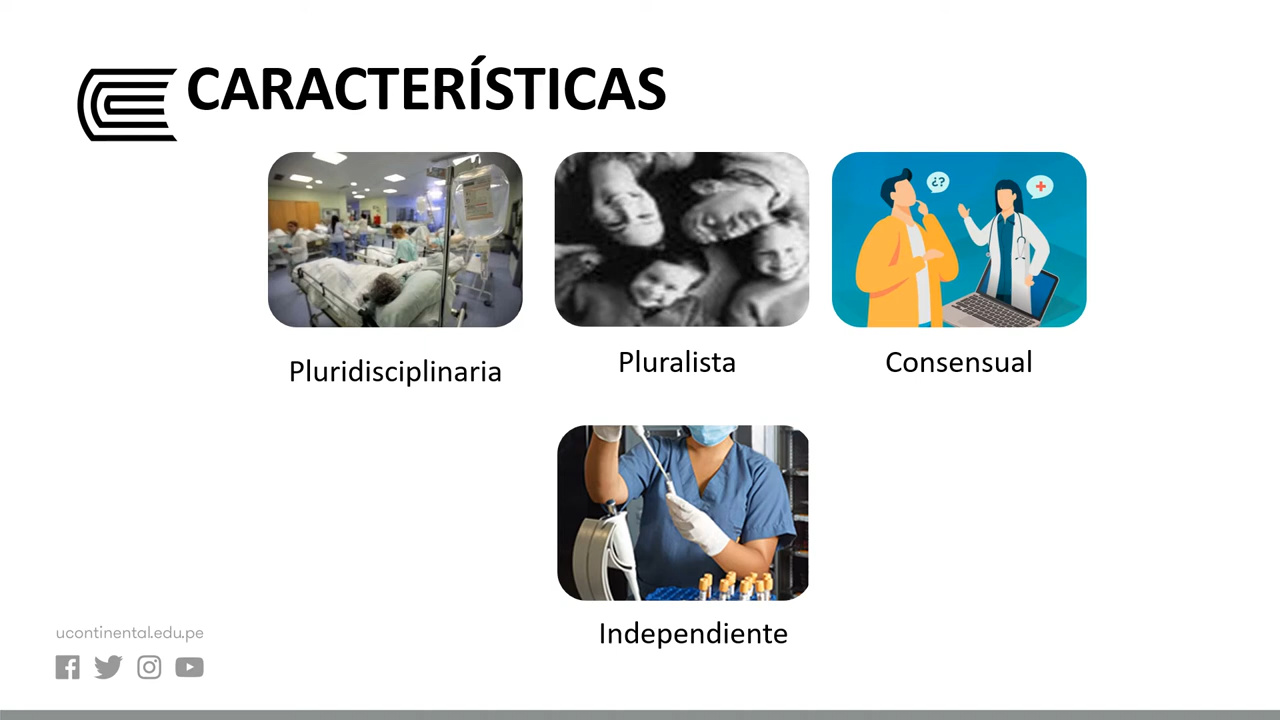 CARACTERÍSTICAS
¿?
Pluridisciplinaria
Pluralista
Consensual
Independiente
ucontinental.edu.pe